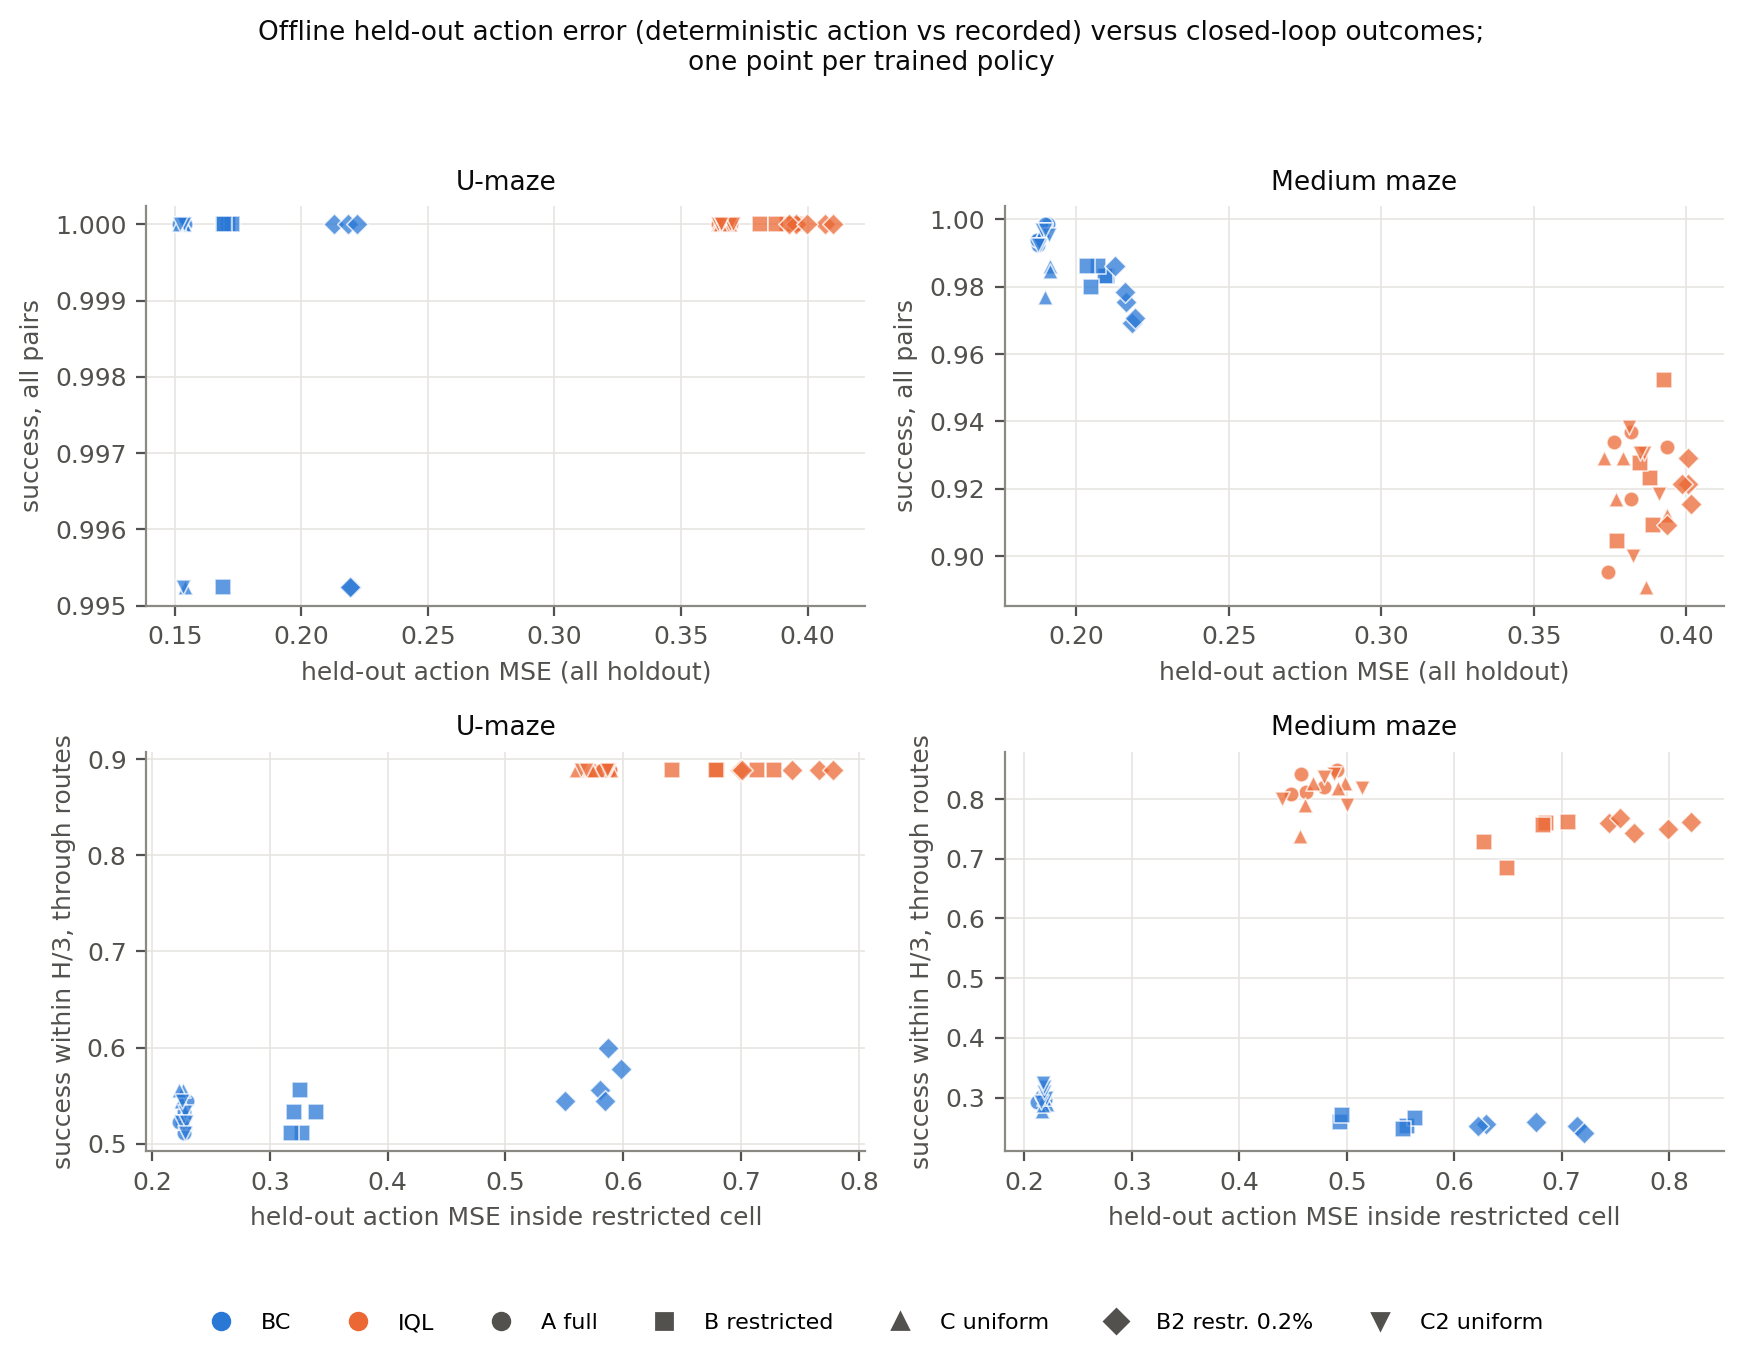 Offline held-out action error (deterministic action vs recorded) versus closed-loop outcomes;
one point per trained policy
U-maze
success, all pairs
1.000
0.999
0.998
0.997
0.996
0.995
0.15
0.20
0.25
0.30
0.35
0.40
held-out action MSE (all holdout)
Medium maze
success, all pairs
1.00
0.98
0.96
0.94
0.92
0.90
0.20
0.25
0.30
0.35
0.40
held-out action MSE (all holdout)
U-maze
success within H/3, through routes
0.9
0.8
0.7
0.6
0.5
0.2
0.3
0.4
0.5
0.6
0.7
0.8
held-out action MSE inside restricted cell
Medium maze
success within H/3, through routes
0.8
0.7
0.6
0.5
0.4
0.3
0.2
0.3
0.4
0.5
0.6
0.7
0.8
held-out action MSE inside restricted cell
BC
IQL
A full
B restricted
C uniform
B2 restr. 0.2%
C2 uniform